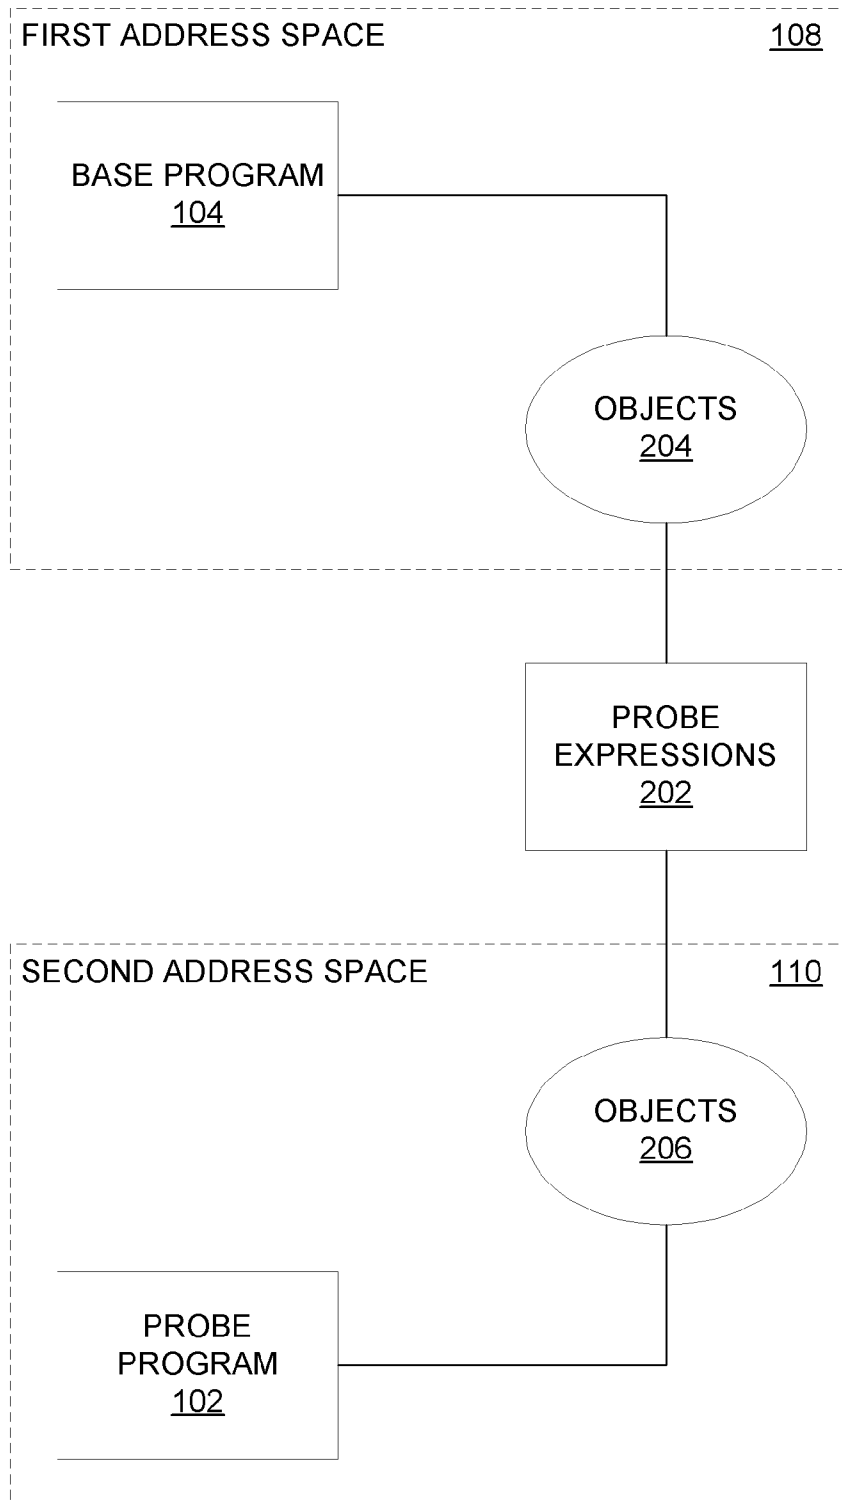 FIRST ADDRESS SPACE 108
BASE PROGRAM
104
OBJECTS
204
PROBE
EXPRESSIONS
202
SECOND ADDRESS SPACE 110
OBJECTS
206
PROBE
PROGRAM
102